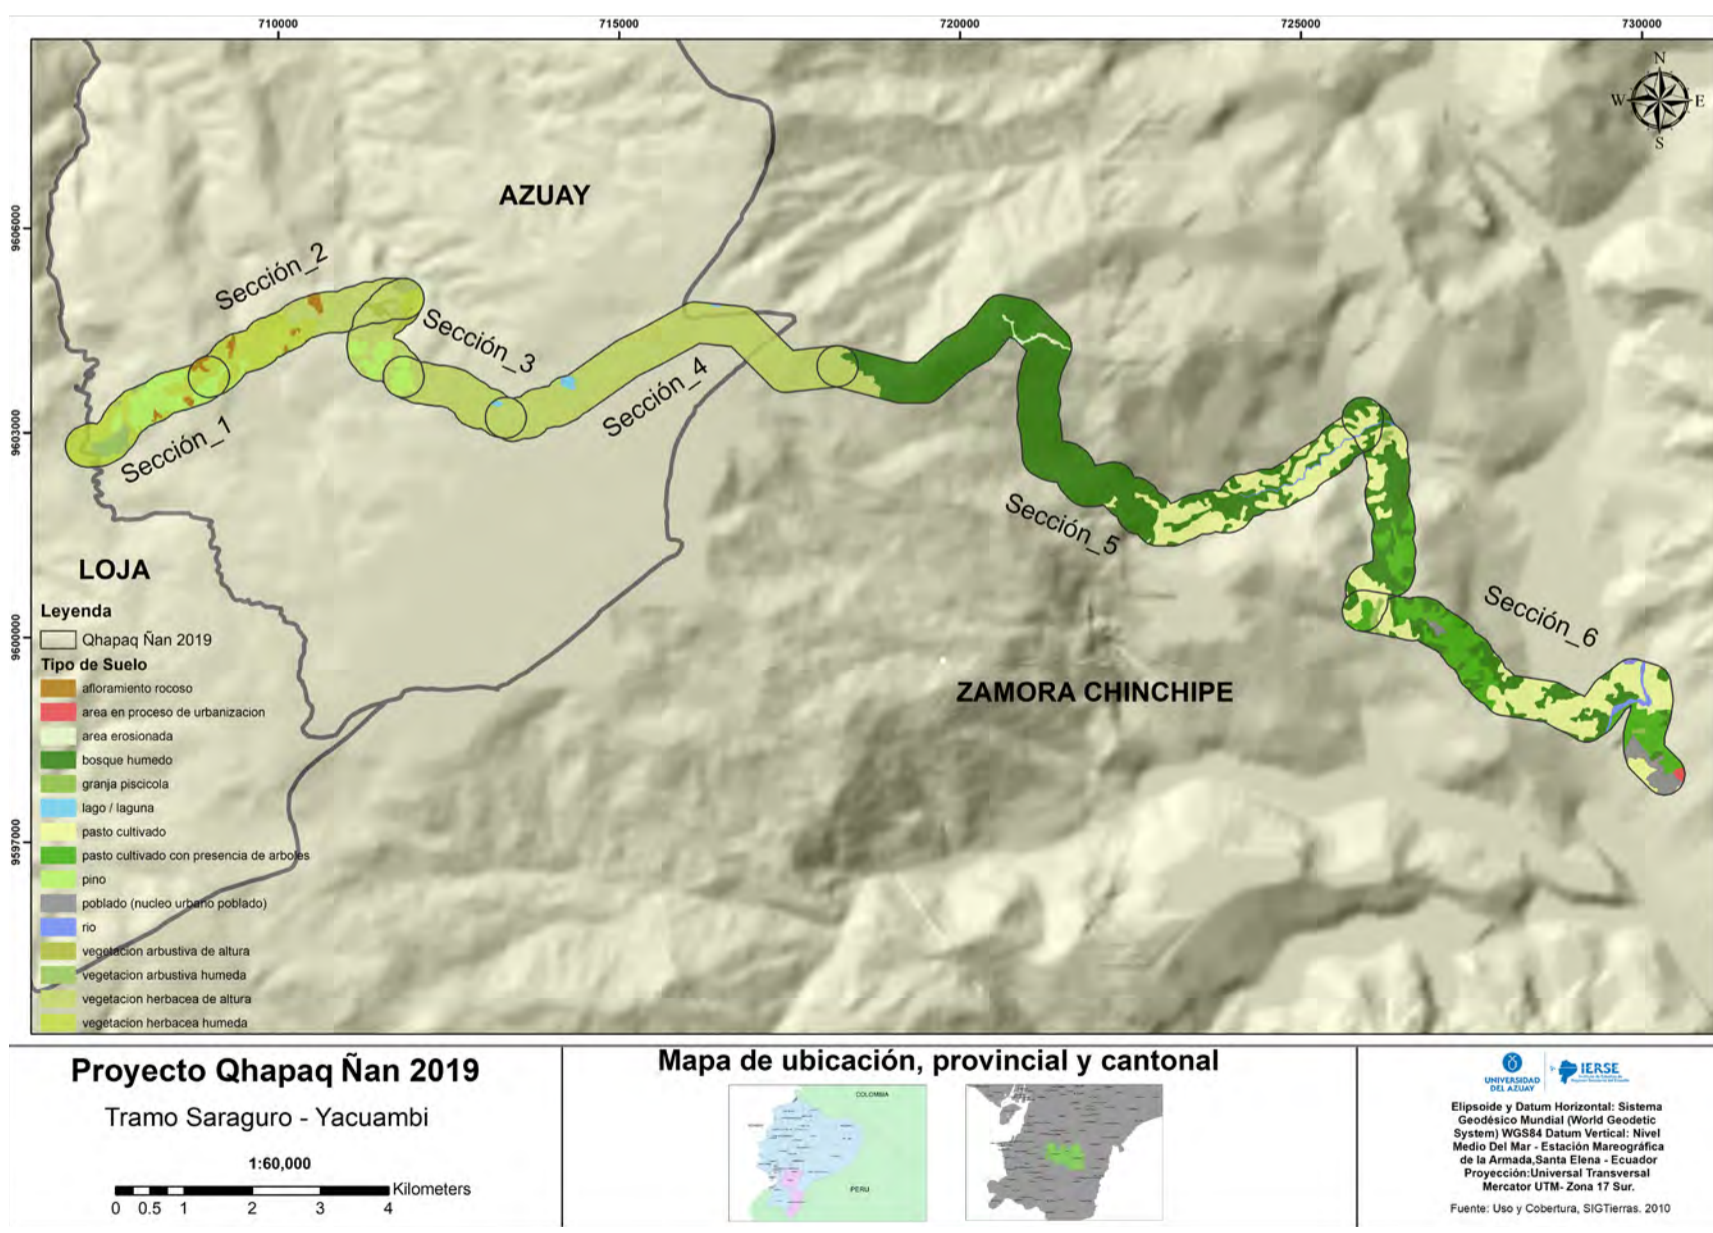 710000
715000
720000
725000
730000
N
W
E
S
9606000
9603000
9600000
9597000
AZUAY
Sección_2
Sección_3
Sección_4
Sección_1
Sección_5
Sección_6
LOJA
ZAMORA CHINCHIPE
Leyenda
Qhapaq Ñan 2019
Tipo de Suelo
afloramiento rocoso
area en proceso de urbanizacion
area erosionada
bosque humedo
granja piscicola
lago / laguna
pasto cultivado
pasto cultivado con presencia de arboles
pino
poblado (nucleo urbano poblado)
rio
vegetacion arbustiva de altura
vegetacion arbustiva humeda
vegetacion herbacea de altura
vegetacion herbacea humeda
Proyecto Qhapaq Ñan 2019
Tramo Saraguro - Yacuambi
1:60,000
Kilometers
0 0.5 1 2 3 4
Mapa de ubicación, provincial y cantonal
COLOMBIA
PERU
UNIVERSIDAD
DEL AZUAY
IERSE
Elipsoide y Datum Horizontal: Sistema
Geodésico Mundial (World Geodetic
System) WGS84 Datum Vertical: Nivel
Medio Del Mar - Estación Mareográfica
de la Armada,Santa Elena - Ecuador
Proyección:Universal Transversal
Mercator UTM- Zona 17 Sur.
Fuente: Uso y Cobertura, SIGTierras. 2010